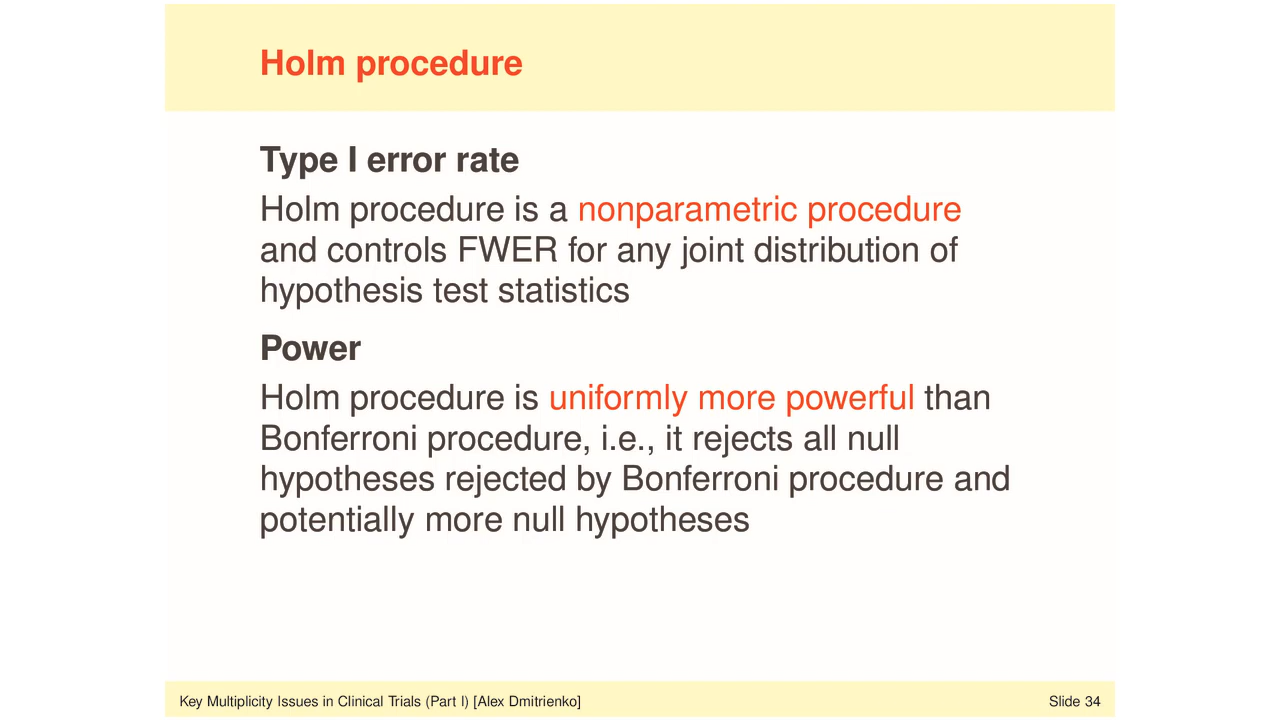 Holm procedure
Type I error rate
Holm procedure is a nonparametric procedure
and controls FWER for any joint distribution of
hypothesis test statistics
Power
Holm procedure is uniformly more powerful than
Bonferroni procedure, i.e., it rejects all null
hypotheses rejected by Bonferroni procedure and
potentially more null hypotheses
Key Multiplicity Issues in Clinical Trials (Part I) [Alex Dmitrienko]
Slide 34